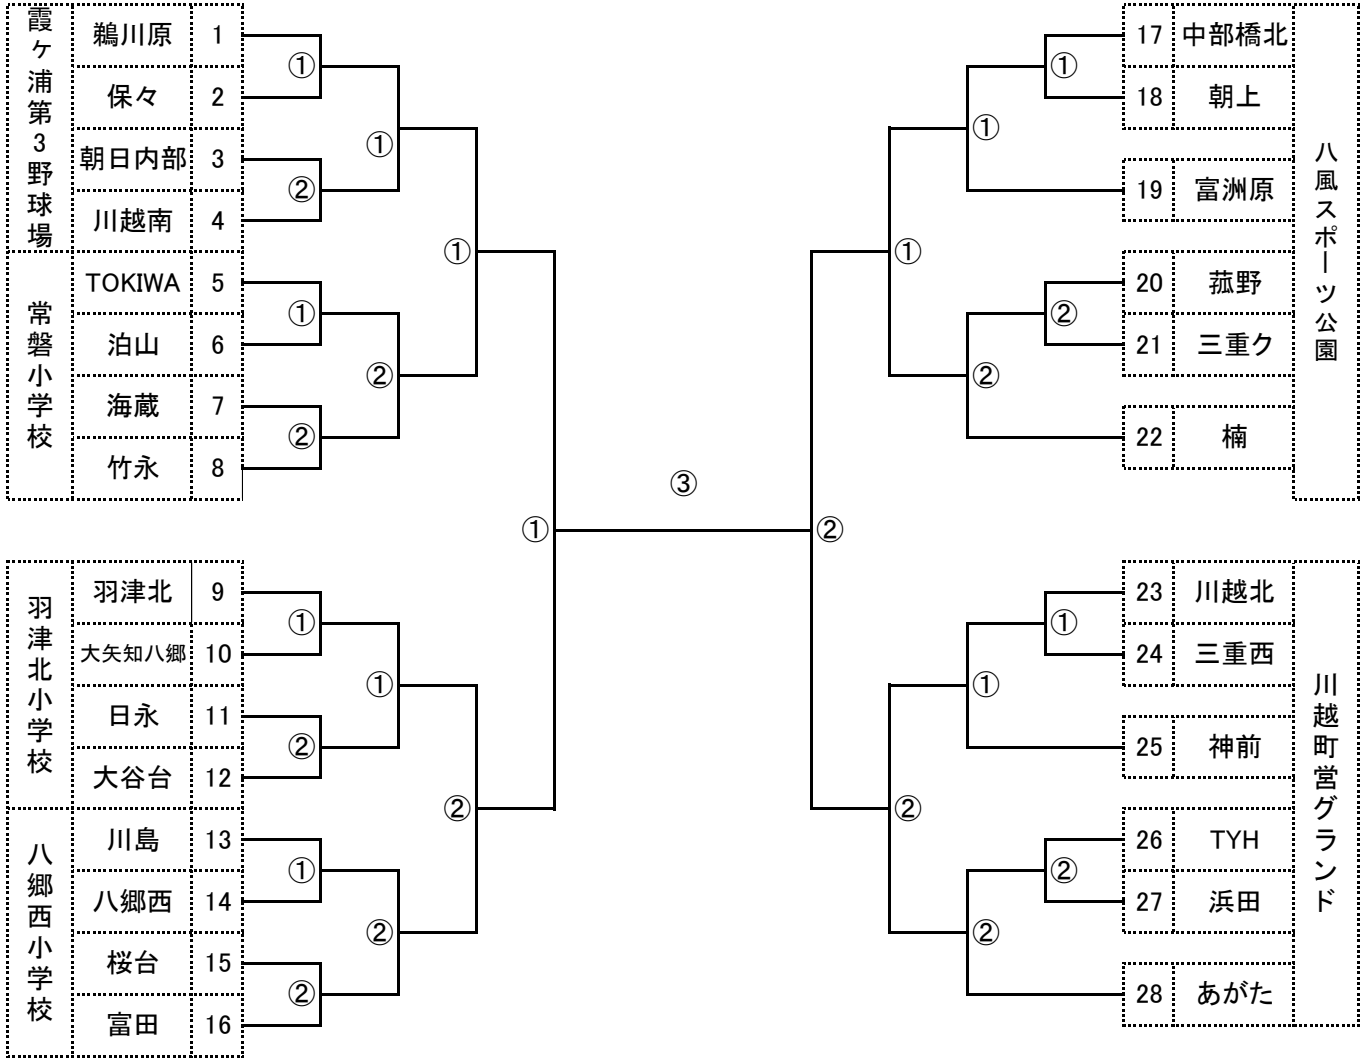 霞ヶ浦第3野球場
鵜川原 1
保々 2
朝日内部 3
川越南 4
①
②
①
常磐小学校
TOKIWA 5
泊山 6
海蔵 7
竹永 8
①
②
②
①
羽津北小学校
羽津北 9
大矢知八郷 10
日永 11
大谷台 12
①
②
①
八郷西小学校
川島 13
八郷西 14
桜台 15
富田 16
①
②
②
②
①
③
②
八風スポーツ公園
17 中部橋北
18 朝上
19 富洲原
20 菰野
21 三重ク
22 楠
①
①
②
②
①
川越町営グランド
23 川越北
24 三重西
25 神前
26 TYH
27 浜田
28 あがた
①
①
②
②
②